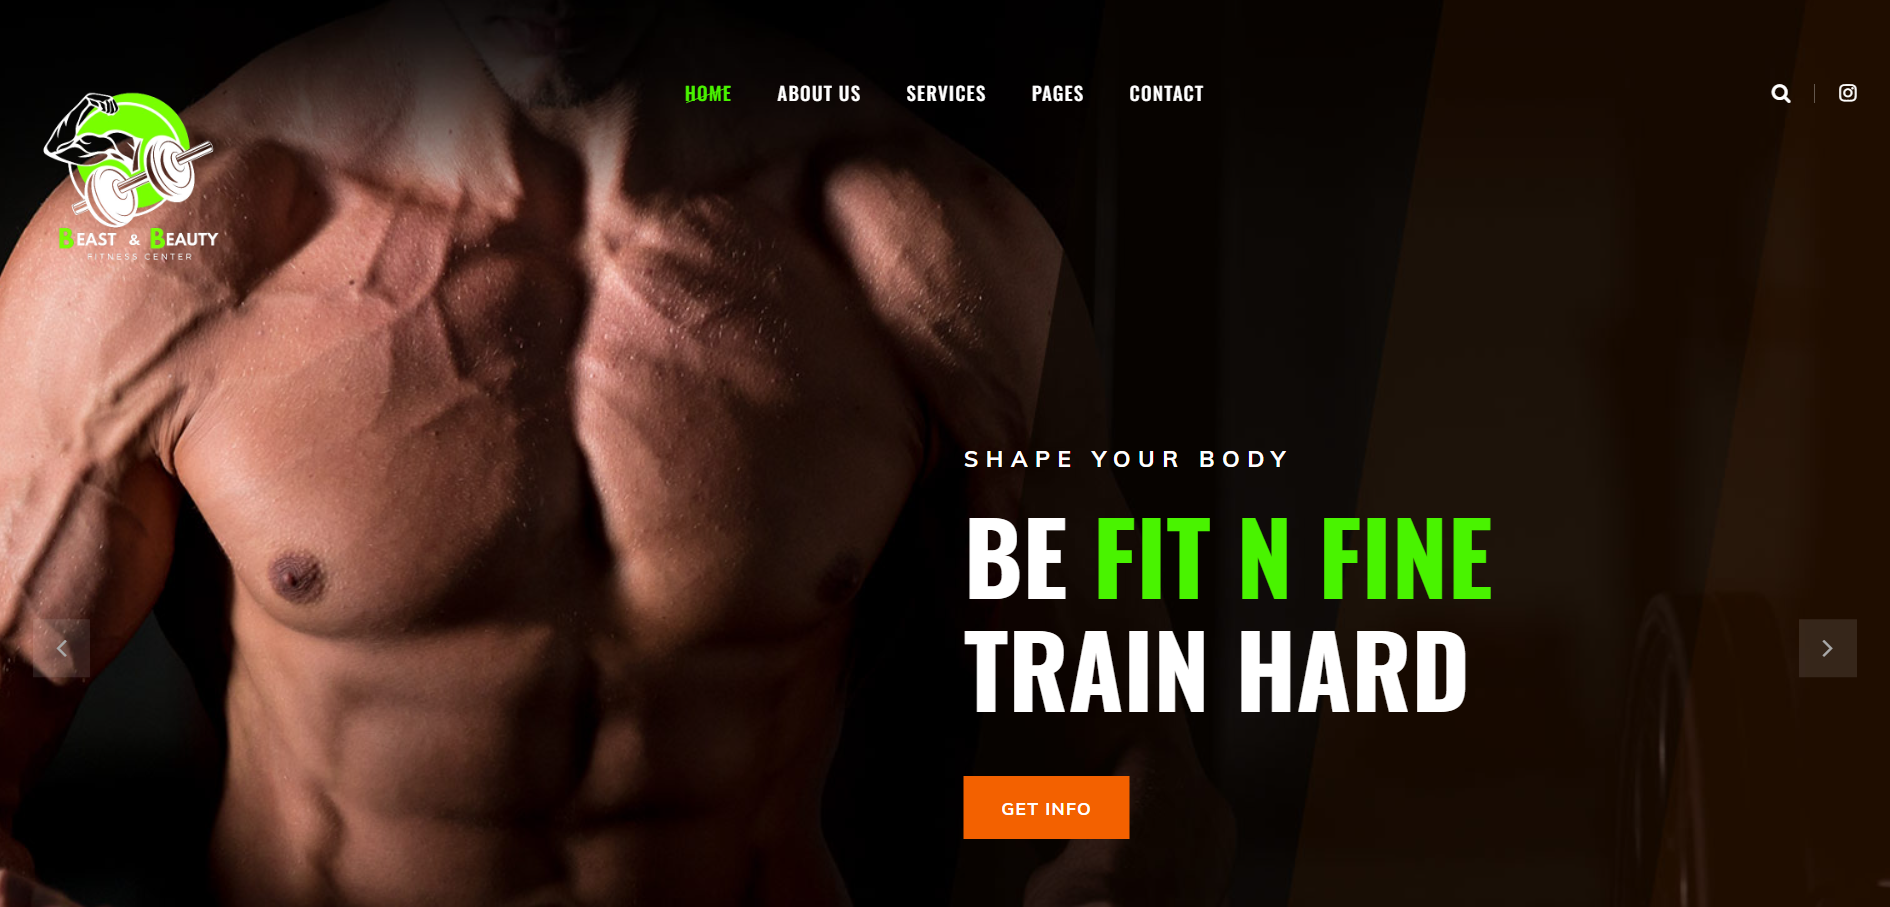 HOME ABOUT US SERVICES PAGES CONTACT
BEAST & BEAUTY
FITNESS CENTER
SHAPE YOUR BODY
BE FIT N FINE
TRAIN HARD
GET INFO